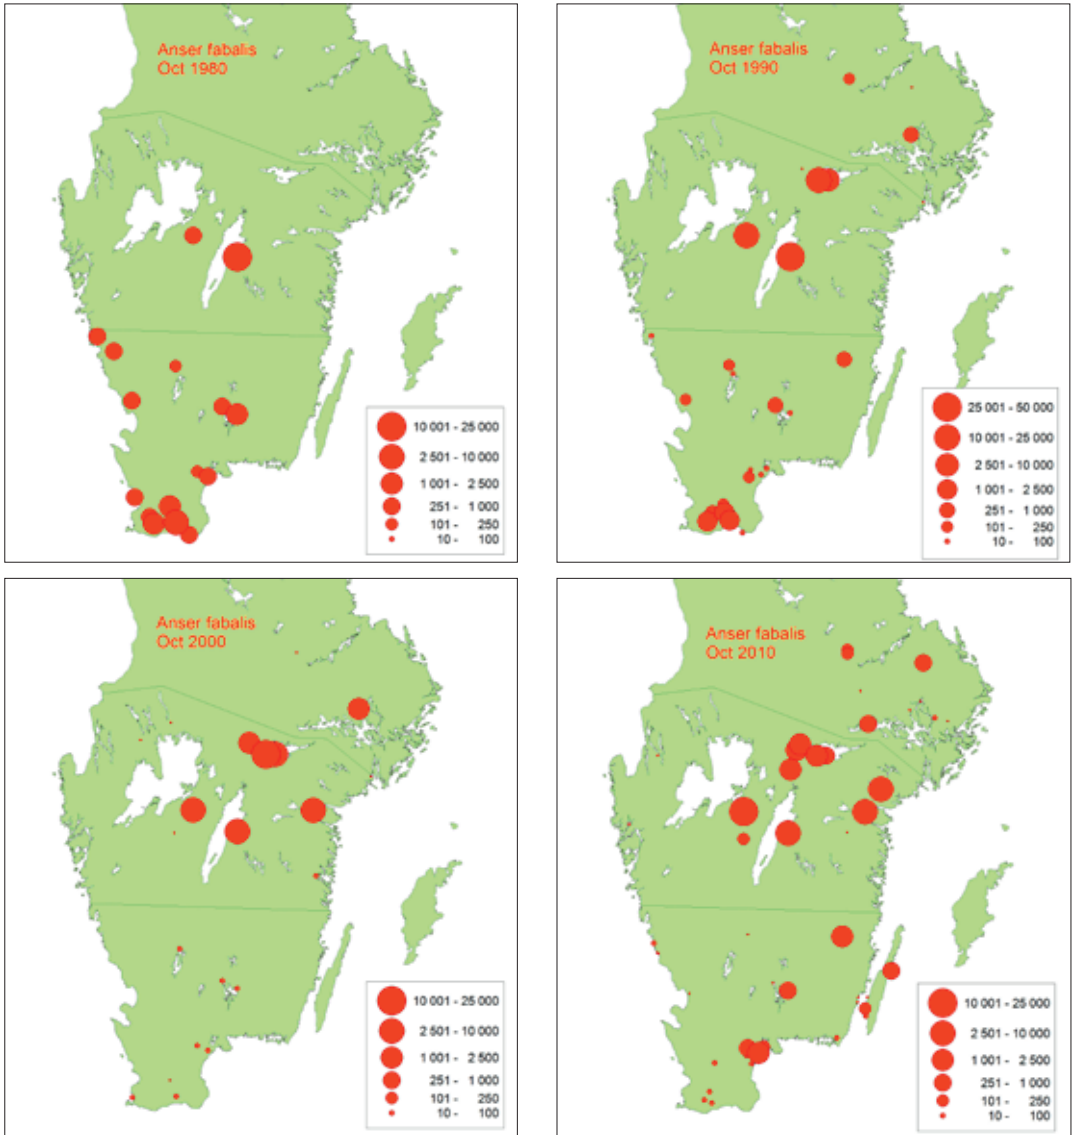 Anser fabalis
Oct 1980
10 001 - 25 000
2 501 - 10 000
1 001 - 2 500
251 - 1 000
101 - 250
10 - 100
Anser fabalis
Oct 1990
25 001 - 50 000
10 001 - 25 000
2 501 - 10 000
1 001 - 2 500
251 - 1 000
101 - 250
10 - 100
Anser fabalis
Oct 2000
10 001 - 25 000
2 501 - 10 000
1 001 - 2 500
251 - 1 000
101 - 250
10 - 100
Anser fabalis
Oct 2010
10 001 - 25 000
2 501 - 10 000
1 001 - 2 500
251 - 1 000
101 - 250
10 - 100